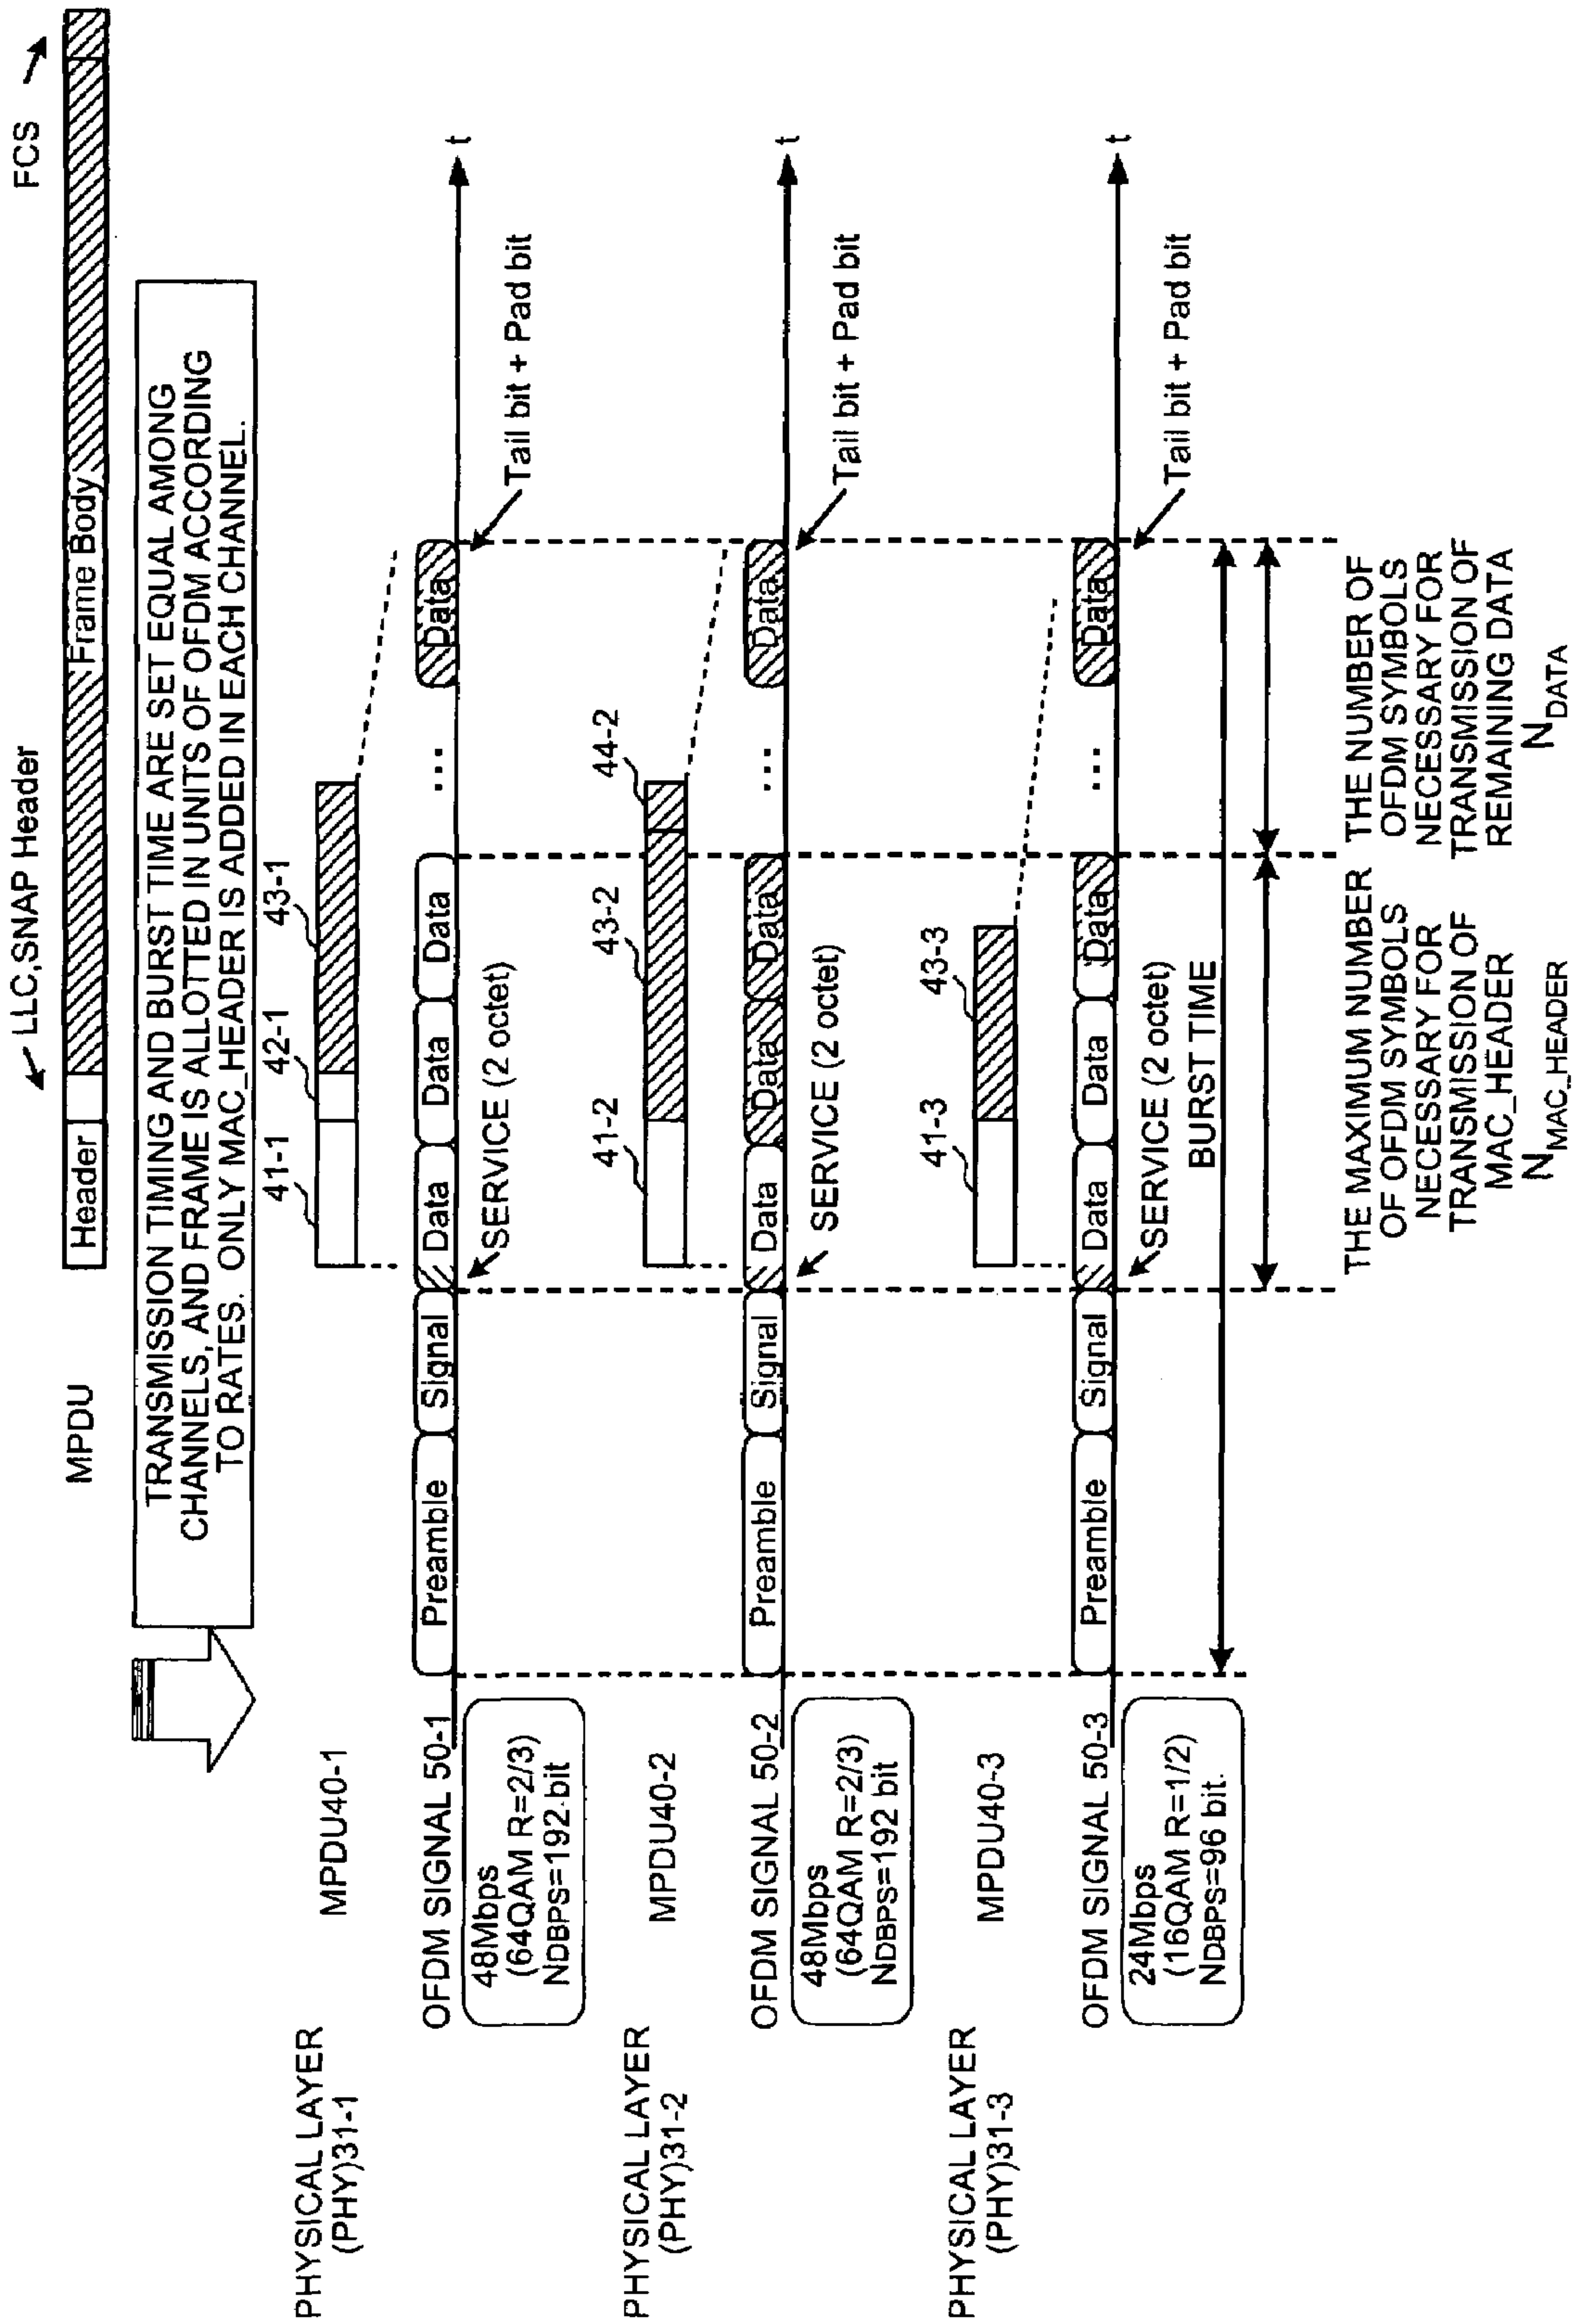 MPDU
Header
LLC,SNAP Header
Frame Body
FCS
TRANSMISSION TIMING AND BURST TIME ARE SET EQUAL AMONG
CHANNELS, AND FRAME IS ALLOTTED IN UNITS OF OFDM ACCORDING
TO RATES. ONLY MAC_HEADER IS ADDED IN EACH CHANNEL.
PHYSICAL LAYER
(PHY)31-1
MPDU40-1
41-1
42-1
43-1
OFDM SIGNAL 50-1
Preamble
Signal
Data
Data
Data
...
Data
t
48Mbps
(64QAM R=2/3)
NDBPS=192 bit
SERVICE (2 octet)
Tail bit + Pad bit
PHYSICAL LAYER
(PHY)31-2
MPDU40-2
41-2
43-2
44-2
OFDM SIGNAL 50-2
Preamble
Signal
Data
Data
Data
...
Data
t
48Mbps
(64QAM R=2/3)
NDBPS=192 bit
SERVICE (2 octet)
Tail bit + Pad bit
PHYSICAL LAYER
(PHY)31-3
MPDU40-3
41-3
43-3
OFDM SIGNAL 50-3
Preamble
Signal
Data
Data
Data
...
Data
t
24Mbps
(16QAM R=1/2)
NDBPS=96 bit.
SERVICE (2 octet)
Tail bit + Pad bit
BURST TIME
THE MAXIMUM NUMBER
OF OFDM SYMBOLS
NECESSARY FOR
TRANSMISSION OF
MAC_HEADER
NMAC_HEADER
THE NUMBER OF
OFDM SYMBOLS
NECESSARY FOR
TRANSMISSION OF
REMAINING DATA
NDATA